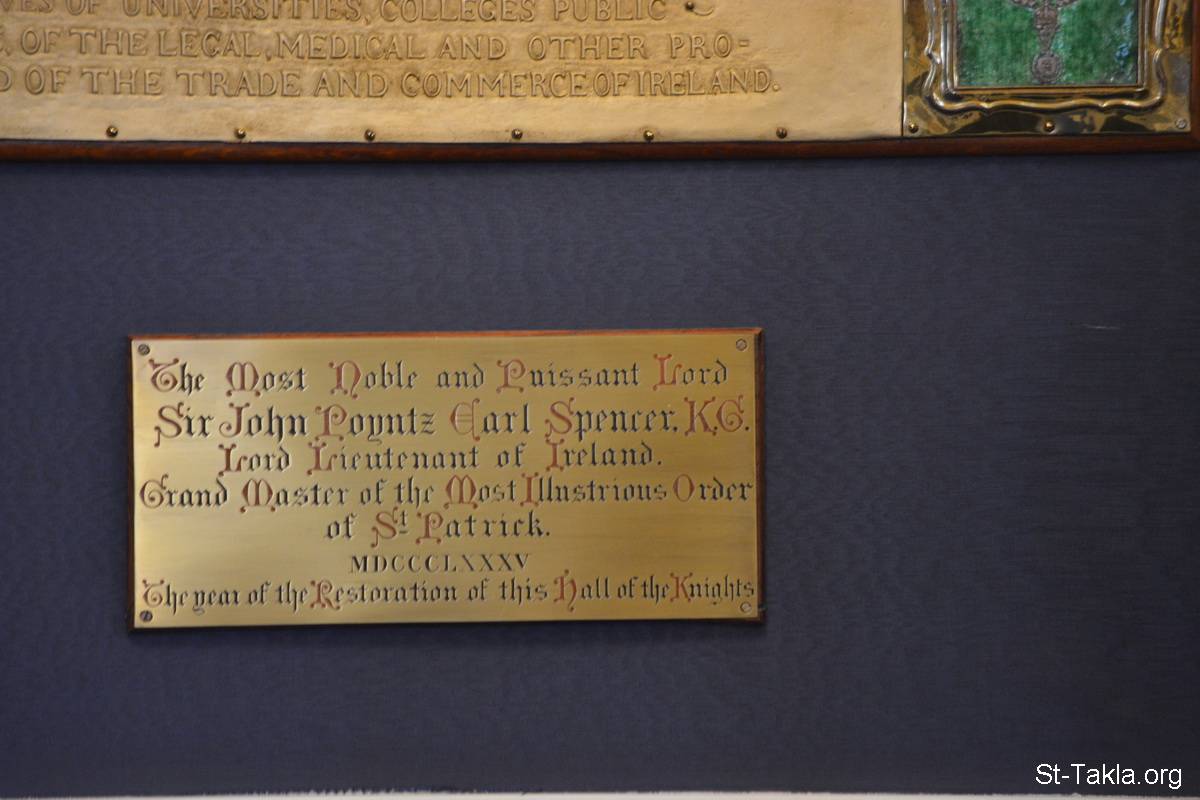 VES OF UNIVERSITIES, COLLEGES PUBLIC
, OF THE LEGAL, MEDICAL AND OTHER PRO-
D OF THE TRADE AND COMMERCE OF IRELAND.
The Most Noble and Puissant Lord
Sir John Poyntz Earl Spencer, K.G.
Lord Lieutenant of Ireland.
Grand Master of the Most Illustrious Order
of St Patrick.
MDCCCLXXXV
The year of the Restoration of this Hall of the Knights
St-Takla.org